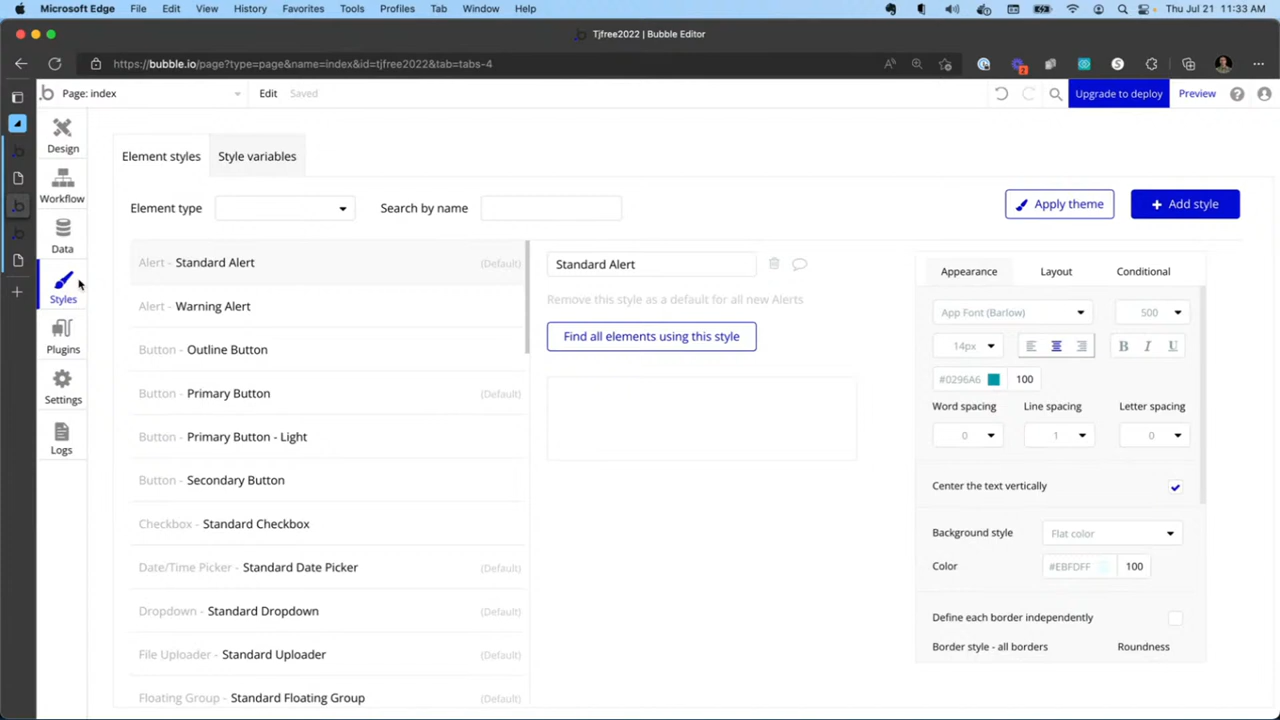 Microsoft Edge File Edit View History Favorites Tools Profiles Tab Window Help Thu Jul 21 11:33 AM
Tjfree2022 | Bubble Editor
https://bubble.io/page?type=page&name=index&id=tjfree2022&tab=tabs-4
Page: index Edit Saved Upgrade to deploy Preview
Design
Workflow
Data
Styles
Plugins
Settings
Logs
Element styles Style variables
Element type Search by name Apply theme + Add style
Alert - Standard Alert (Default)
Alert - Warning Alert
Button - Outline Button
Button - Primary Button (Default)
Button - Primary Button - Light
Button - Secondary Button
Checkbox - Standard Checkbox
Date/Time Picker - Standard Date Picker (Default)
Dropdown - Standard Dropdown (Default)
File Uploader - Standard Uploader (Default)
Floating Group - Standard Floating Group (Default)
Standard Alert
Remove this style as a default for all new Alerts
Find all elements using this style
Appearance Layout Conditional
App Font (Barlow) 500
14px B I U
#0296A6 100
Word spacing Line spacing Letter spacing
0 1 0
Center the text vertically
Background style Flat color
Color #EBFDFF 100
Define each border independently
Border style - all borders Roundness